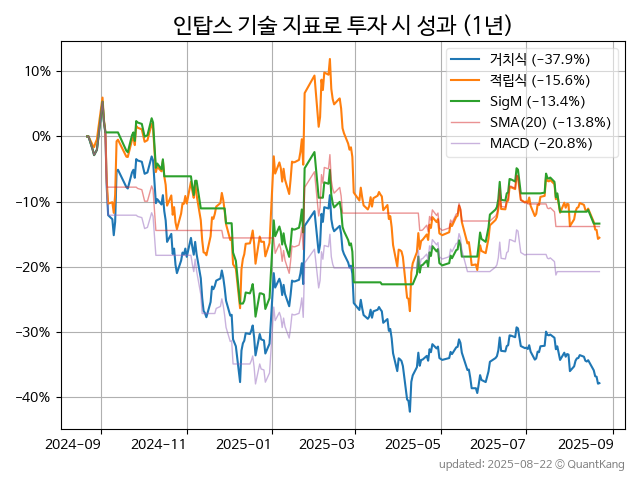 인탑스 기술 지표로 투자 시 성과 (1년)
거치식 (−37.9%)
적립식 (−15.6%)
SigM (−13.4%)
SMA(20) (−13.8%)
MACD (−20.8%)
10%
0%
−10%
−20%
−30%
−40%
2024-09
2024-11
2025-01
2025-03
2025-05
2025-07
2025-09
updated: 2025-08-22 © QuantKang